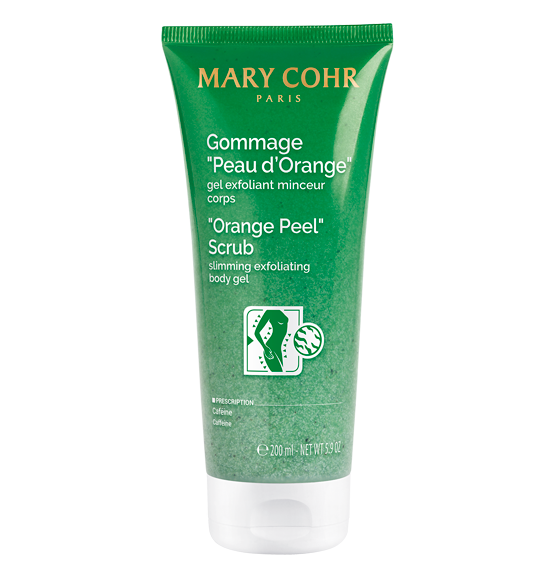 MARY COHR
PARIS
Gommage
"Peau d'Orange"
gel exfoliant minceur
corps
"Orange Peel"
Scrub
slimming exfoliating
body gel
PRESCRIPTION
Caféine
Caffeine
℮ 200 ml - NET WT 5.9 OZ